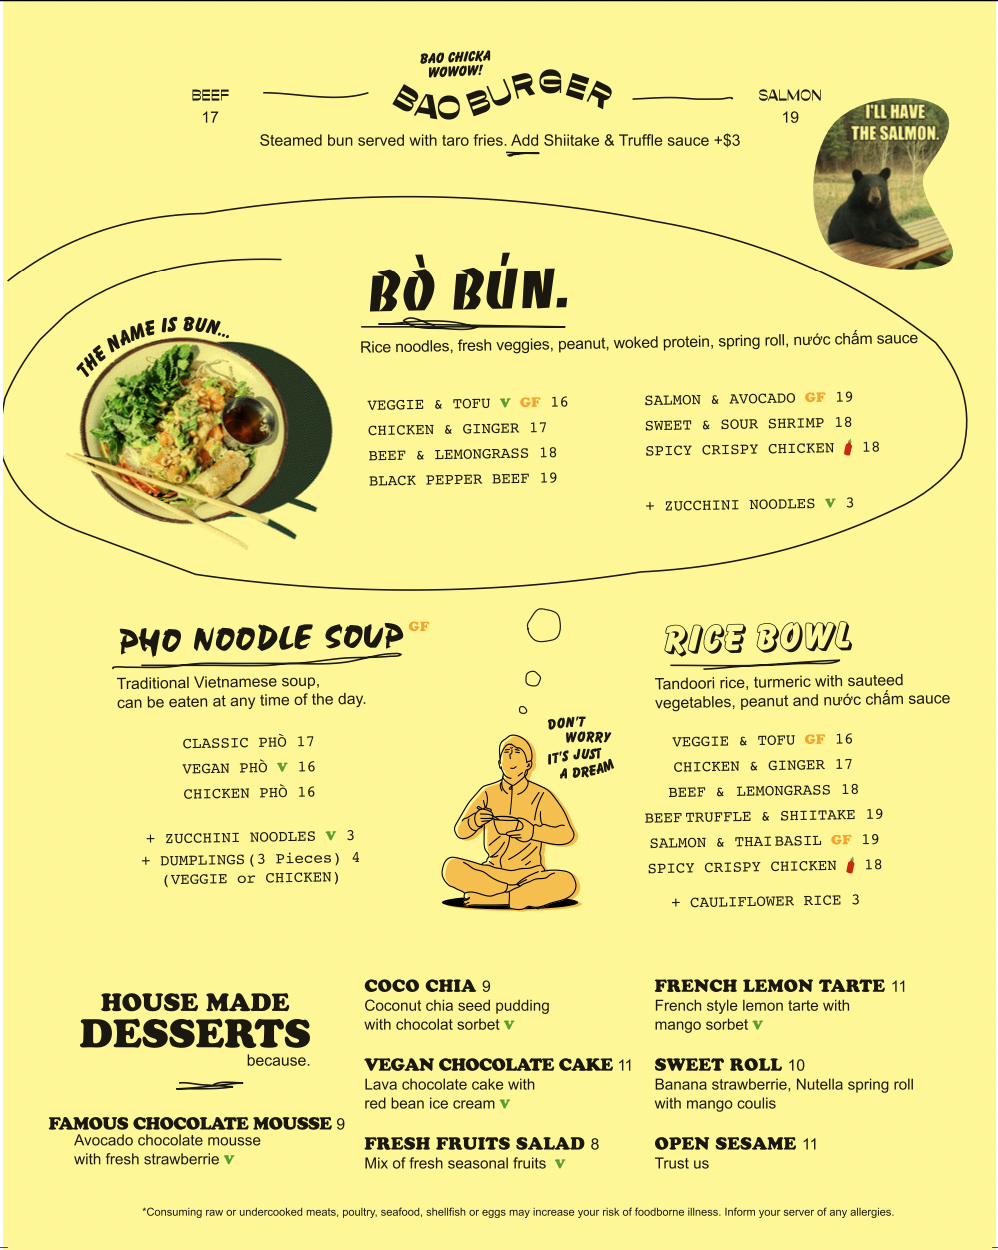 BAO CHICKA
WOWOW!
BAO BURGER
BEEF
17
SALMON
19
Steamed bun served with taro fries. Add Shiitake & Truffle sauce +$3
I'LL HAVE
THE SALMON.
BÒ BÚN.
THE NAME IS BUN...
Rice noodles, fresh veggies, peanut, woked protein, spring roll, nước chấm sauce
VEGGIE & TOFU V GF 16
CHICKEN & GINGER 17
BEEF & LEMONGRASS 18
BLACK PEPPER BEEF 19
SALMON & AVOCADO GF 19
SWEET & SOUR SHRIMP 18
SPICY CRISPY CHICKEN 18
+ ZUCCHINI NOODLES V 3
PHO NOODLE SOUP GF
Traditional Vietnamese soup,
can be eaten at any time of the day.
CLASSIC PHÒ 17
VEGAN PHÒ V 16
CHICKEN PHÒ 16
+ ZUCCHINI NOODLES V 3
+ DUMPLINGS (3 Pieces) 4
(VEGGIE or CHICKEN)
DON'T
WORRY
IT'S JUST
A DREAM
RICE BOWL
Tandoori rice, turmeric with sauteed
vegetables, peanut and nước chấm sauce
VEGGIE & TOFU GF 16
CHICKEN & GINGER 17
BEEF & LEMONGRASS 18
BEEF TRUFFLE & SHIITAKE 19
SALMON & THAI BASIL GF 19
SPICY CRISPY CHICKEN 18
+ CAULIFLOWER RICE 3
HOUSE MADE
DESSERTS
because.
FAMOUS CHOCOLATE MOUSSE 9
Avocado chocolate mousse
with fresh strawberrie V
COCO CHIA 9
Coconut chia seed pudding
with chocolat sorbet V
VEGAN CHOCOLATE CAKE 11
Lava chocolate cake with
red bean ice cream V
FRESH FRUITS SALAD 8
Mix of fresh seasonal fruits V
FRENCH LEMON TARTE 11
French style lemon tarte with
mango sorbet V
SWEET ROLL 10
Banana strawberrie, Nutella spring roll
with mango coulis
OPEN SESAME 11
Trust us
*Consuming raw or undercooked meats, poultry, seafood, shellfish or eggs may increase your risk of foodborne illness. Inform your server of any allergies.